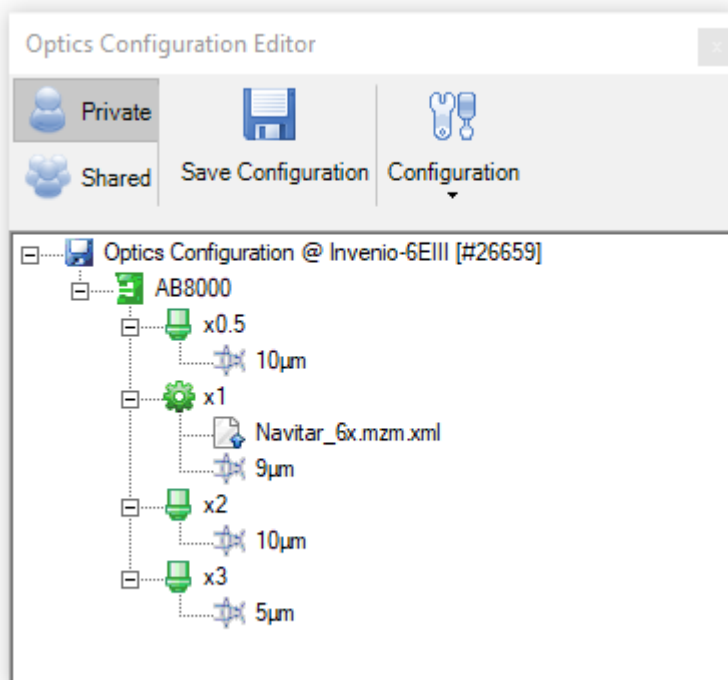 Optics Configuration Editor
x
Private
Shared
Save Configuration
Configuration
Optics Configuration @ Invenio-6EIII [#26659]
AB8000
x0.5
10µm
x1
Navitar_6x.mzm.xml
9µm
x2
10µm
x3
5µm